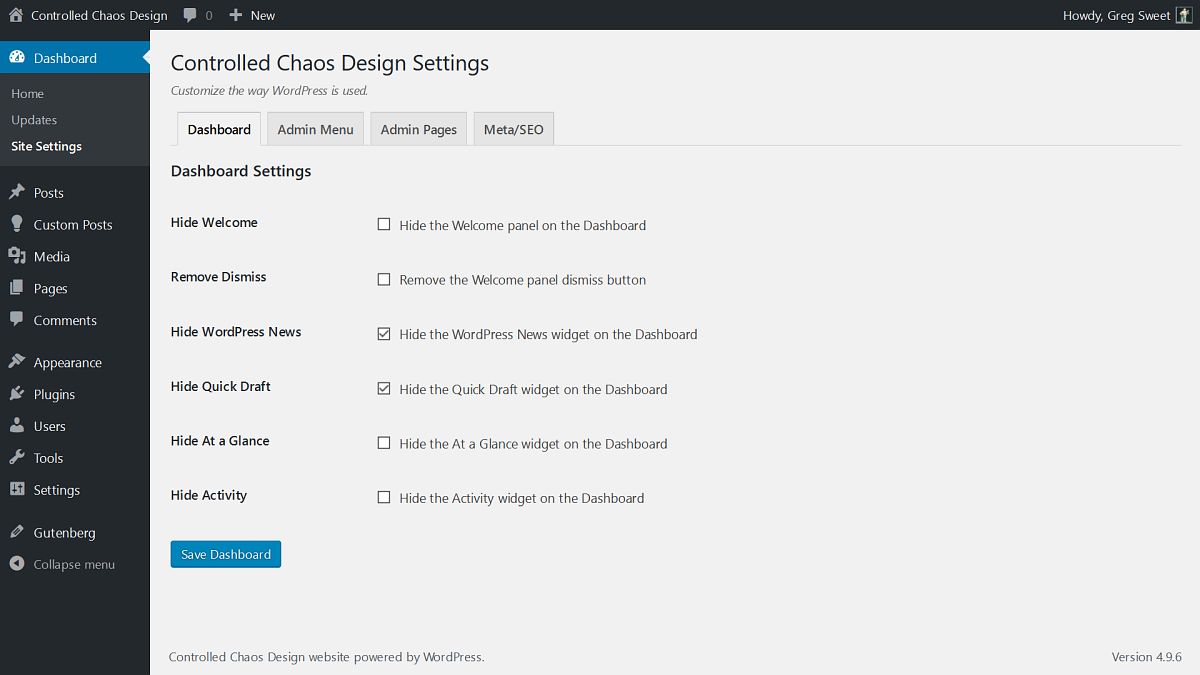 Controlled Chaos Design 0 New Howdy, Greg Sweet
Dashboard
Home
Updates
Site Settings
Posts
Custom Posts
Media
Pages
Comments
Appearance
Plugins
Users
Tools
Settings
Gutenberg
Collapse menu
Controlled Chaos Design Settings
Customize the way WordPress is used.
Dashboard Admin Menu Admin Pages Meta/SEO
Dashboard Settings
Hide Welcome Hide the Welcome panel on the Dashboard
Remove Dismiss Remove the Welcome panel dismiss button
Hide WordPress News Hide the WordPress News widget on the Dashboard
Hide Quick Draft Hide the Quick Draft widget on the Dashboard
Hide At a Glance Hide the At a Glance widget on the Dashboard
Hide Activity Hide the Activity widget on the Dashboard
Save Dashboard
Controlled Chaos Design website powered by WordPress. Version 4.9.6